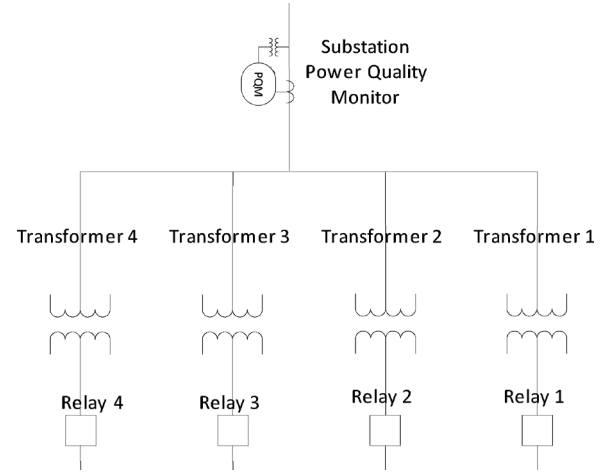 Substation
Power Quality
Monitor
PQM
Transformer 4
Transformer 3
Transformer 2
Transformer 1
Relay 4
Relay 3
Relay 2
Relay 1